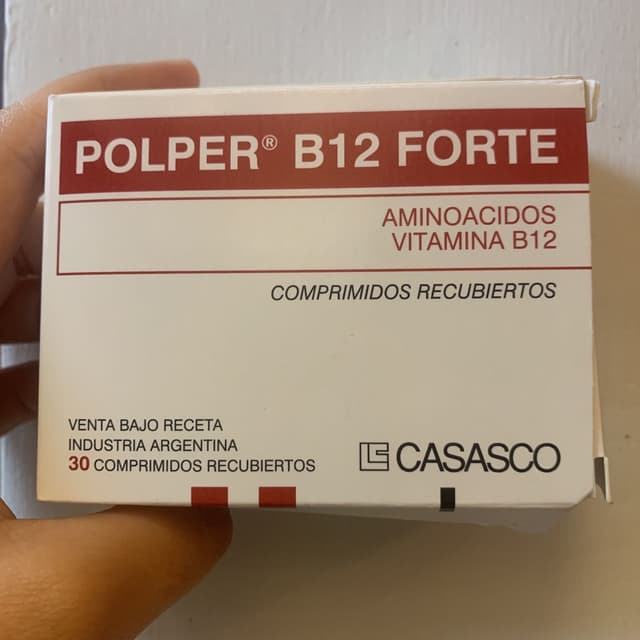 POLPER® B12 FORTE
AMINOACIDOS
VITAMINA B12
COMPRIMIDOS RECUBIERTOS
VENTA BAJO RECETA
INDUSTRIA ARGENTINA
30 COMPRIMIDOS RECUBIERTOS
CASASCO